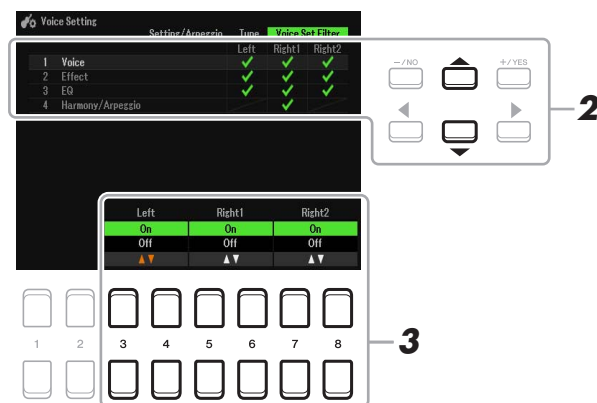 Voice Setting
Setting/Arpeggio Type Voice Set Filter
Left Right1 Right2
1 Voice
2 Effect
3 EQ
4 Harmony/Arpeggio
–/NO +/YES
2
Left Right1 Right2
On On On
Off Off Off
1 2 3 4 5 6 7 8
3